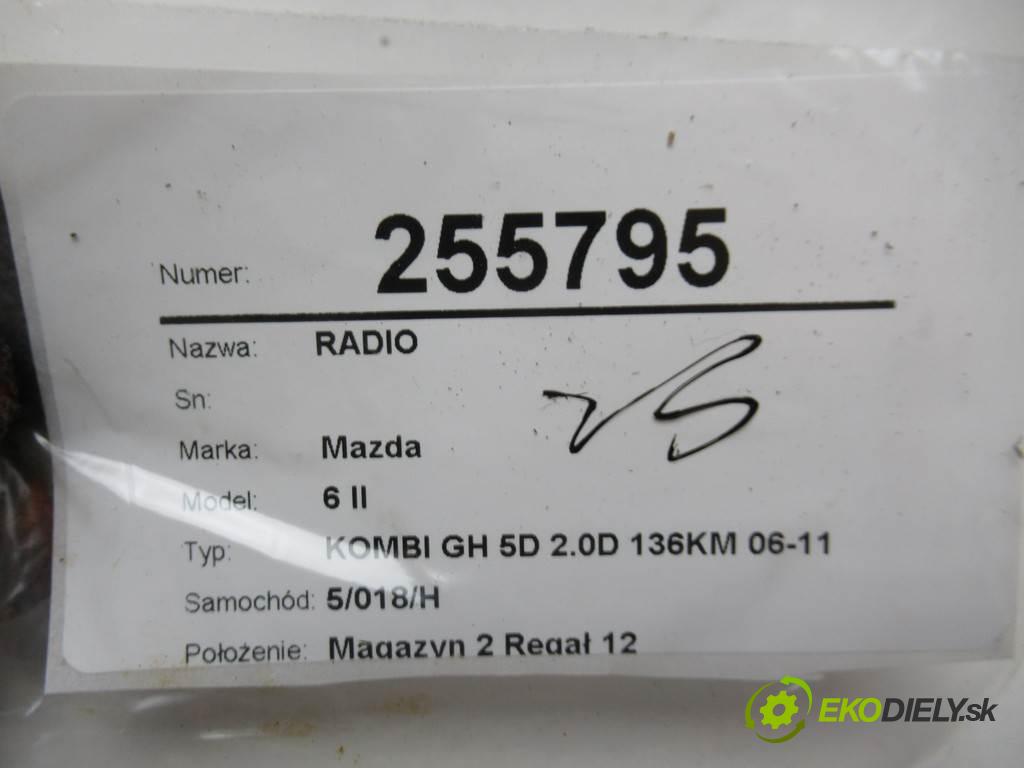 Numer: 255795
Nazwa: RADIO
Sn:
Marka: Mazda
Model: 6 II
Typ: KOMBI GH 5D 2.0D 136KM 06-11
Samochód: 5/018/H
Położenie: Magazyn 2 Regał 12
EKODIELY.sk